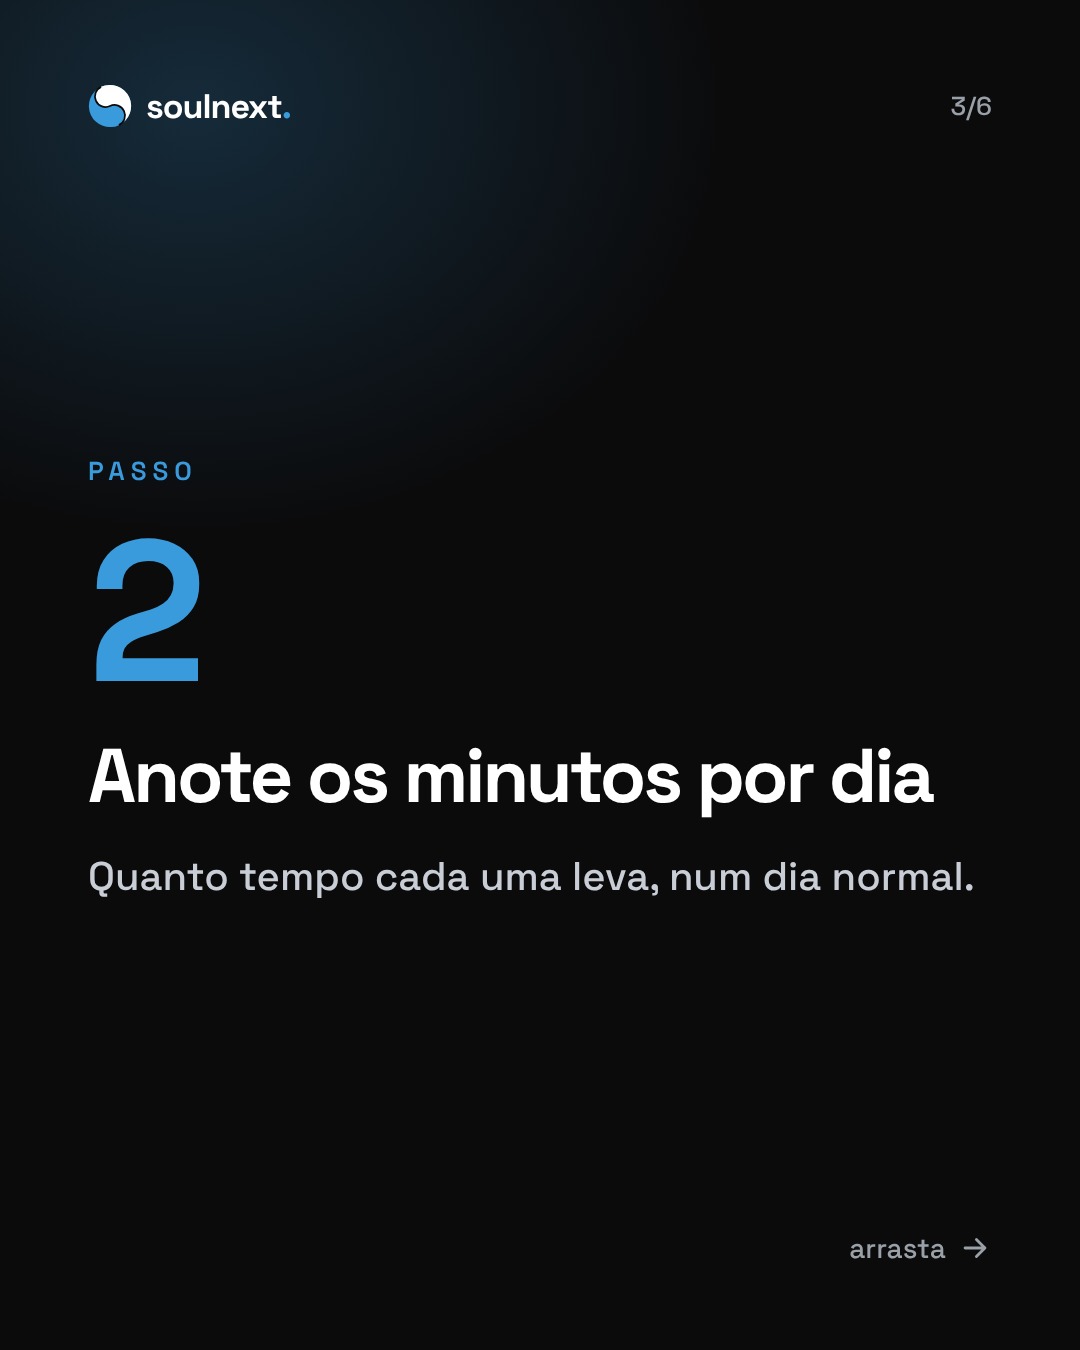 soulnext.
3/6
PASSO
2
Anote os minutos por dia
Quanto tempo cada uma leva, num dia normal.
arrasta →